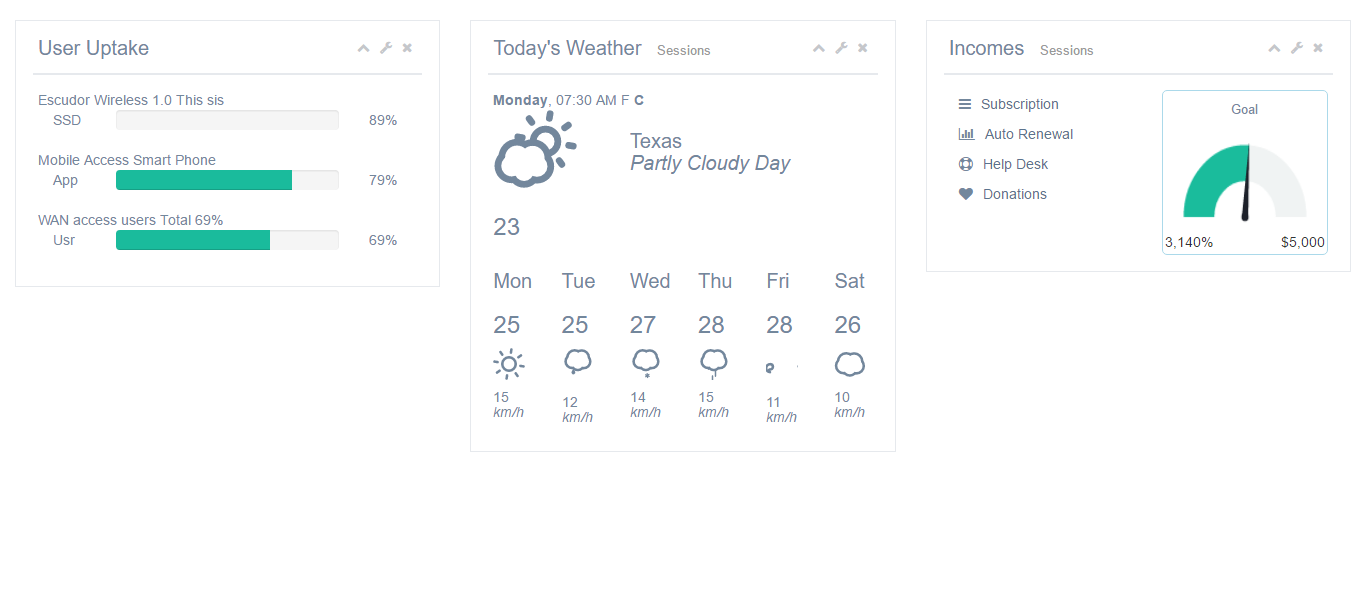 User Uptake
Escudor Wireless 1.0 This sis
SSD 89%
Mobile Access Smart Phone
App 79%
WAN access users Total 69%
Usr 69%
Today's Weather Sessions
Monday, 07:30 AM F C
Texas
Partly Cloudy Day
23
Mon Tue Wed Thu Fri Sat
25 25 27 28 28 26
15 12 14 15 11 10
km/h km/h km/h km/h km/h km/h
Incomes Sessions
Subscription
Auto Renewal
Help Desk
Donations
Goal
3,140% $5,000